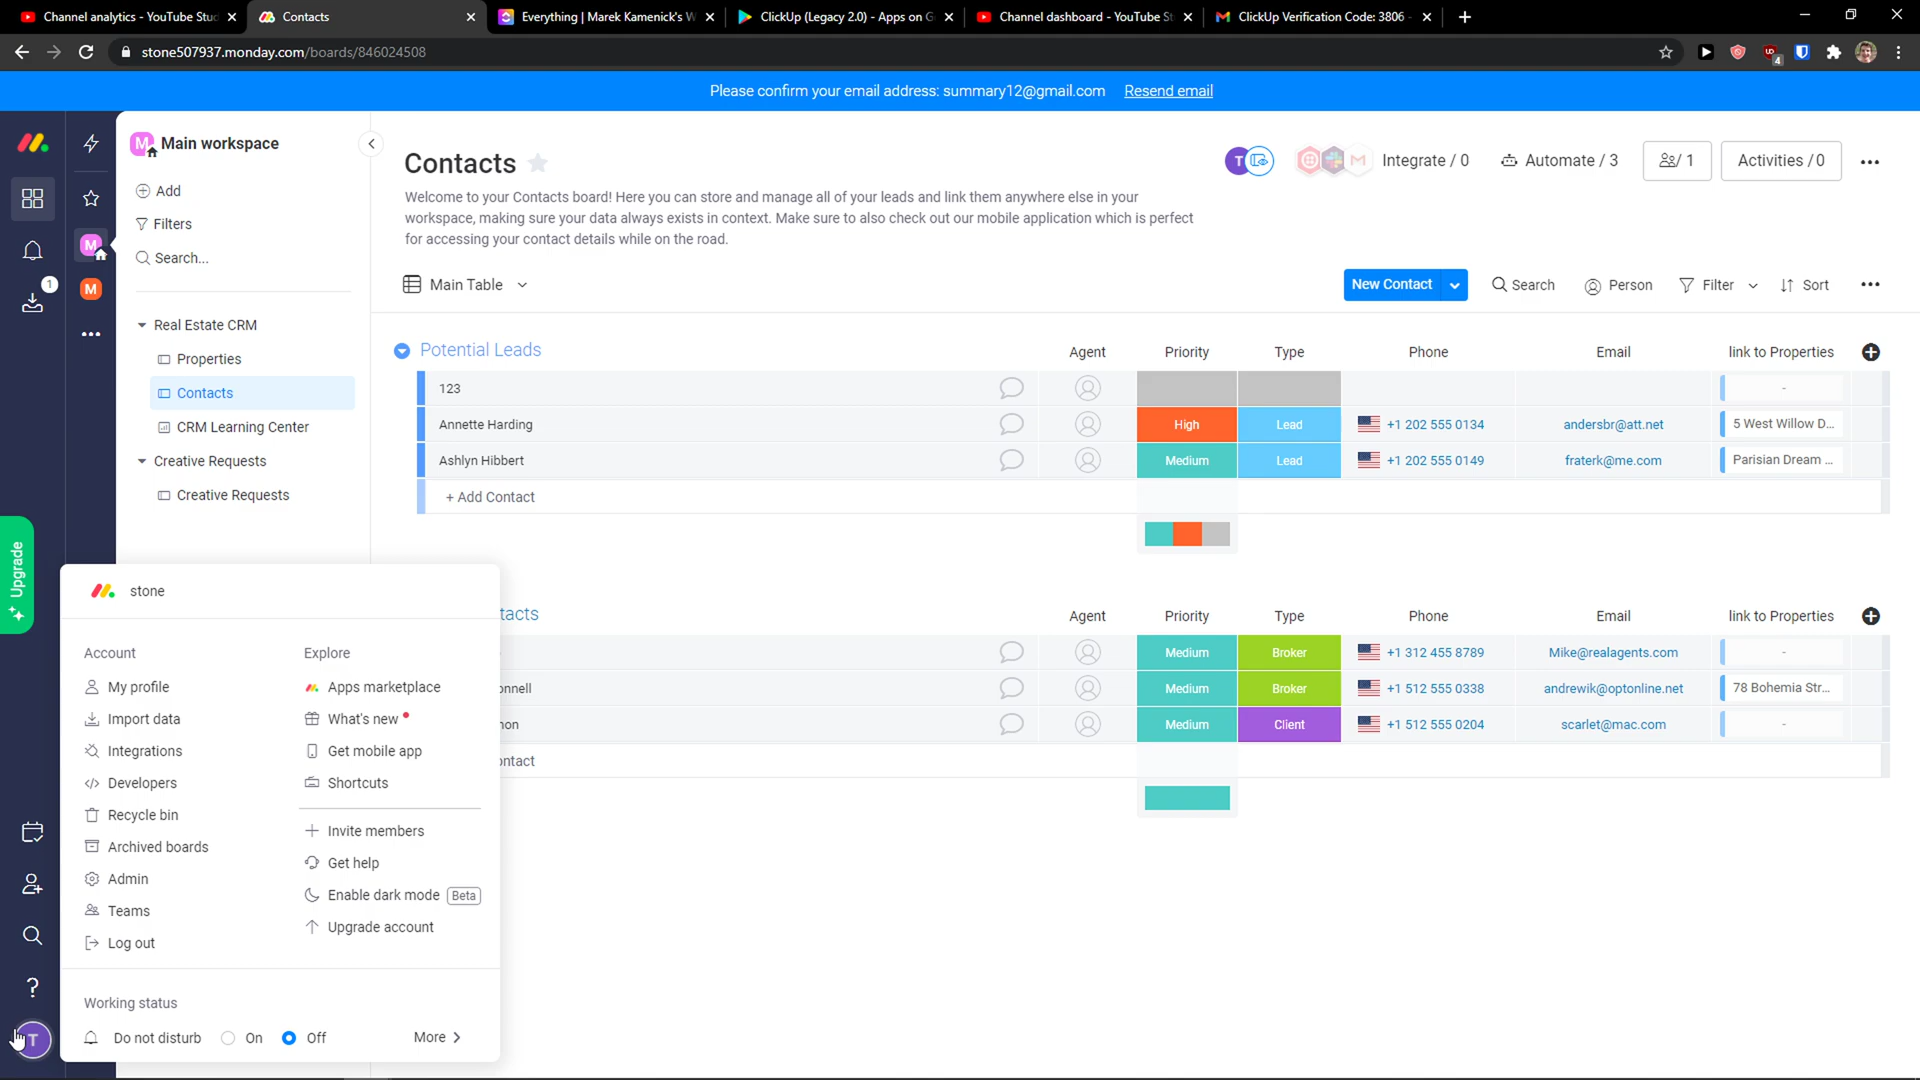 Channel analytics - YouTube Stud
Contacts
Everything | Marek Kamenick's W
ClickUp (Legacy 2.0) - Apps on G
Channel dashboard - YouTube St
ClickUp Verification Code: 3806 -
stone507937.monday.com/boards/846024508
4
Please confirm your email address: summary12@gmail.com Resend email
M Main workspace
Add
Filters
Search...
1
M
M
Real Estate CRM
Properties
Contacts
CRM Learning Center
Creative Requests
Creative Requests
Upgrade
Contacts
T
M
Integrate / 0
Automate / 3
/ 1
Activities / 0
Welcome to your Contacts board! Here you can store and manage all of your leads and link them anywhere else in your
workspace, making sure your data always exists in context. Make sure to also check out our mobile application which is perfect
for accessing your contact details while on the road.
Main Table
New Contact
Search
Person
Filter
Sort
Potential Leads Agent Priority Type Phone Email link to Properties
123 -
Annette Harding High Lead +1 202 555 0134 andersbr@att.net 5 West Willow D...
Ashlyn Hibbert Medium Lead +1 202 555 0149 fraterk@me.com Parisian Dream ...
+ Add Contact
tacts Agent Priority Type Phone Email link to Properties
Medium Broker +1 312 455 8789 Mike@realagents.com -
onnell Medium Broker +1 512 555 0338 andrewik@optonline.net 78 Bohemia Str...
non Medium Client +1 512 555 0204 scarlet@mac.com -
ontact
stone
Account
My profile
Import data
Integrations
Developers
Recycle bin
Archived boards
Admin
Teams
Log out
Explore
Apps marketplace
What's new
Get mobile app
Shortcuts
Invite members
Get help
Enable dark mode Beta
Upgrade account
Working status
Do not disturb On Off More >
?
T